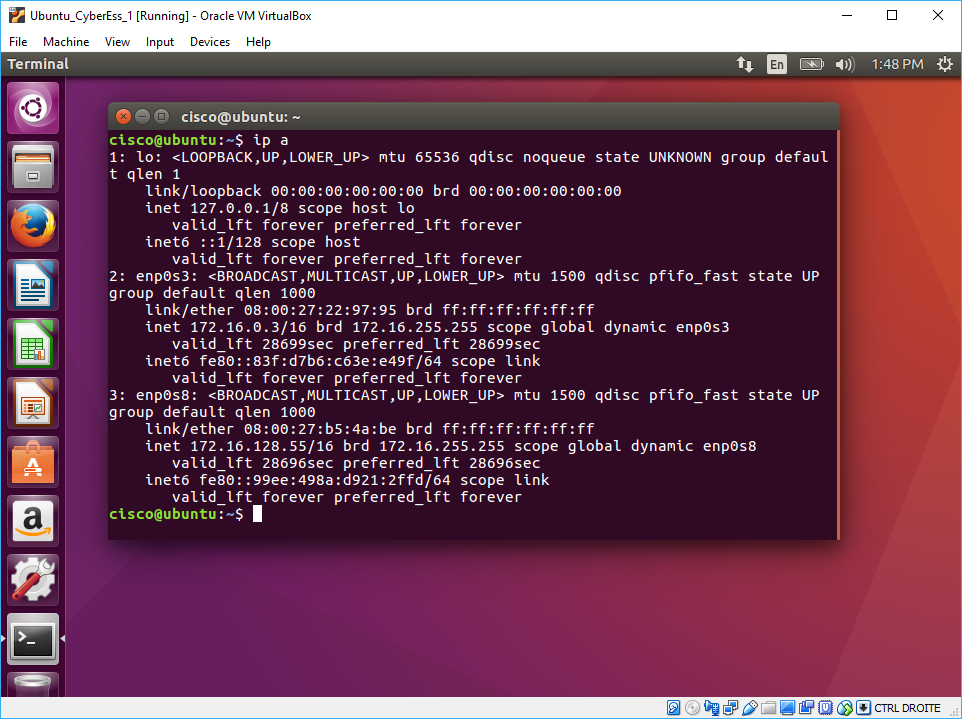 Ubuntu_CyberEss_1 [Running] - Oracle VM VirtualBox
File Machine View Input Devices Help
Terminal En 1:48 PM
cisco@ubuntu: ~
cisco@ubuntu:~$ ip a
1: lo: <LOOPBACK,UP,LOWER_UP> mtu 65536 qdisc noqueue state UNKNOWN group defaul
t qlen 1
    link/loopback 00:00:00:00:00:00 brd 00:00:00:00:00:00
    inet 127.0.0.1/8 scope host lo
       valid_lft forever preferred_lft forever
    inet6 ::1/128 scope host
       valid_lft forever preferred_lft forever
2: enp0s3: <BROADCAST,MULTICAST,UP,LOWER_UP> mtu 1500 qdisc pfifo_fast state UP
group default qlen 1000
    link/ether 08:00:27:22:97:95 brd ff:ff:ff:ff:ff:ff
    inet 172.16.0.3/16 brd 172.16.255.255 scope global dynamic enp0s3
       valid_lft 28699sec preferred_lft 28699sec
    inet6 fe80::83f:d7b6:c63e:e49f/64 scope link
       valid_lft forever preferred_lft forever
3: enp0s8: <BROADCAST,MULTICAST,UP,LOWER_UP> mtu 1500 qdisc pfifo_fast state UP
group default qlen 1000
    link/ether 08:00:27:b5:4a:be brd ff:ff:ff:ff:ff:ff
    inet 172.16.128.55/16 brd 172.16.255.255 scope global dynamic enp0s8
       valid_lft 28696sec preferred_lft 28696sec
    inet6 fe80::99ee:498a:d921:2ffd/64 scope link
       valid_lft forever preferred_lft forever
cisco@ubuntu:~$
CTRL DROITE